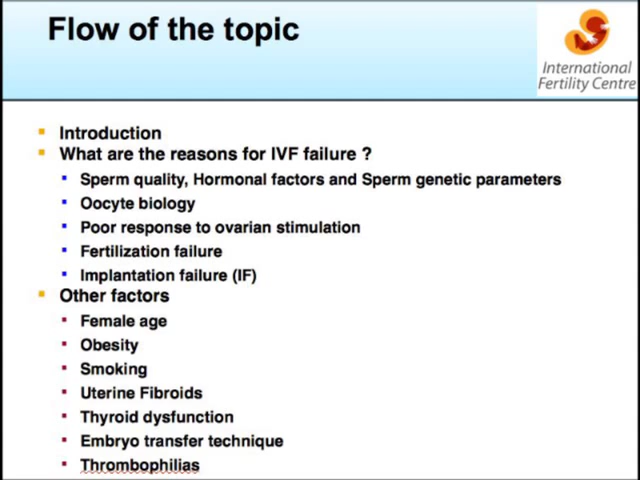 Flow of the topic
International
Fertility Centre
Introduction
What are the reasons for IVF failure ?
Sperm quality, Hormonal factors and Sperm genetic parameters
Oocyte biology
Poor response to ovarian stimulation
Fertilization failure
Implantation failure (IF)
Other factors
Female age
Obesity
Smoking
Uterine Fibroids
Thyroid dysfunction
Embryo transfer technique
Thrombophilias